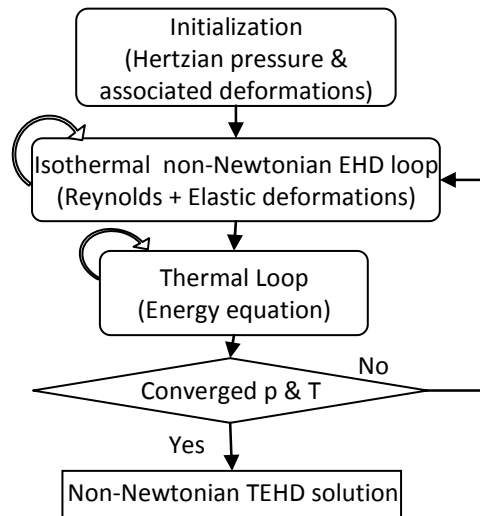 Initialization
(Hertzian pressure &
associated deformations)
Isothermal non-Newtonian EHD loop
(Reynolds + Elastic deformations)
Thermal Loop
(Energy equation)
Converged p & T
No
Yes
Non-Newtonian TEHD solution